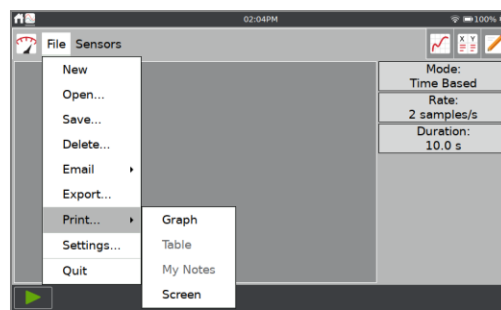 02:04PM
100%
File Sensors
X Y
New
Open...
Save...
Delete...
Email
Export...
Print...
Settings...
Quit
Graph
Table
My Notes
Screen
Mode:
Time Based
Rate:
2 samples/s
Duration:
10.0 s